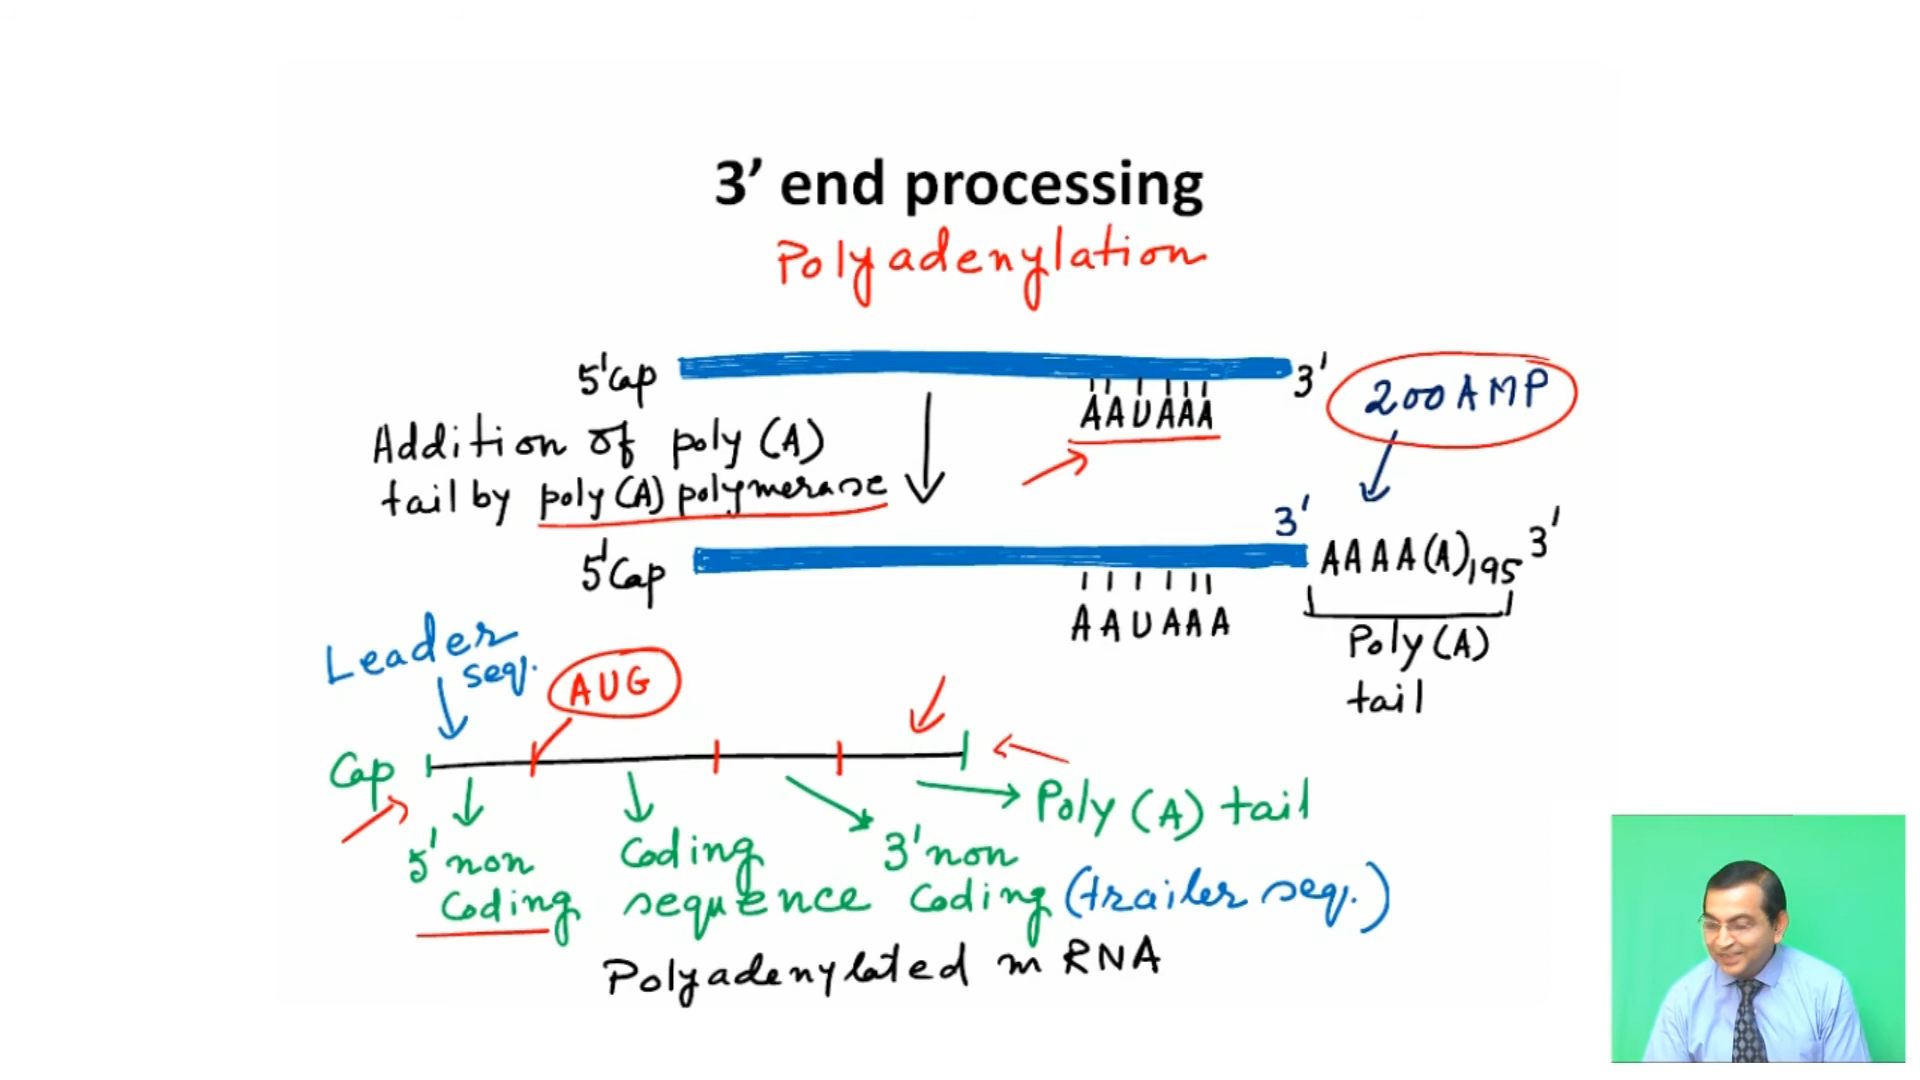 3’ end processing
Polyadenylation
5'Cap
3'
200 AMP
AAUAAA
Addition of poly (A)
tail by poly (A) polymerase
3'
5'Cap
AAAA(A)195 3'
AAUAAA
Poly (A)
tail
Leader
seq.
AUG
Cap
Poly (A) tail
5' non
Coding
Coding
sequence
3' non
Coding (trailer seq.)
Polyadenylated mRNA